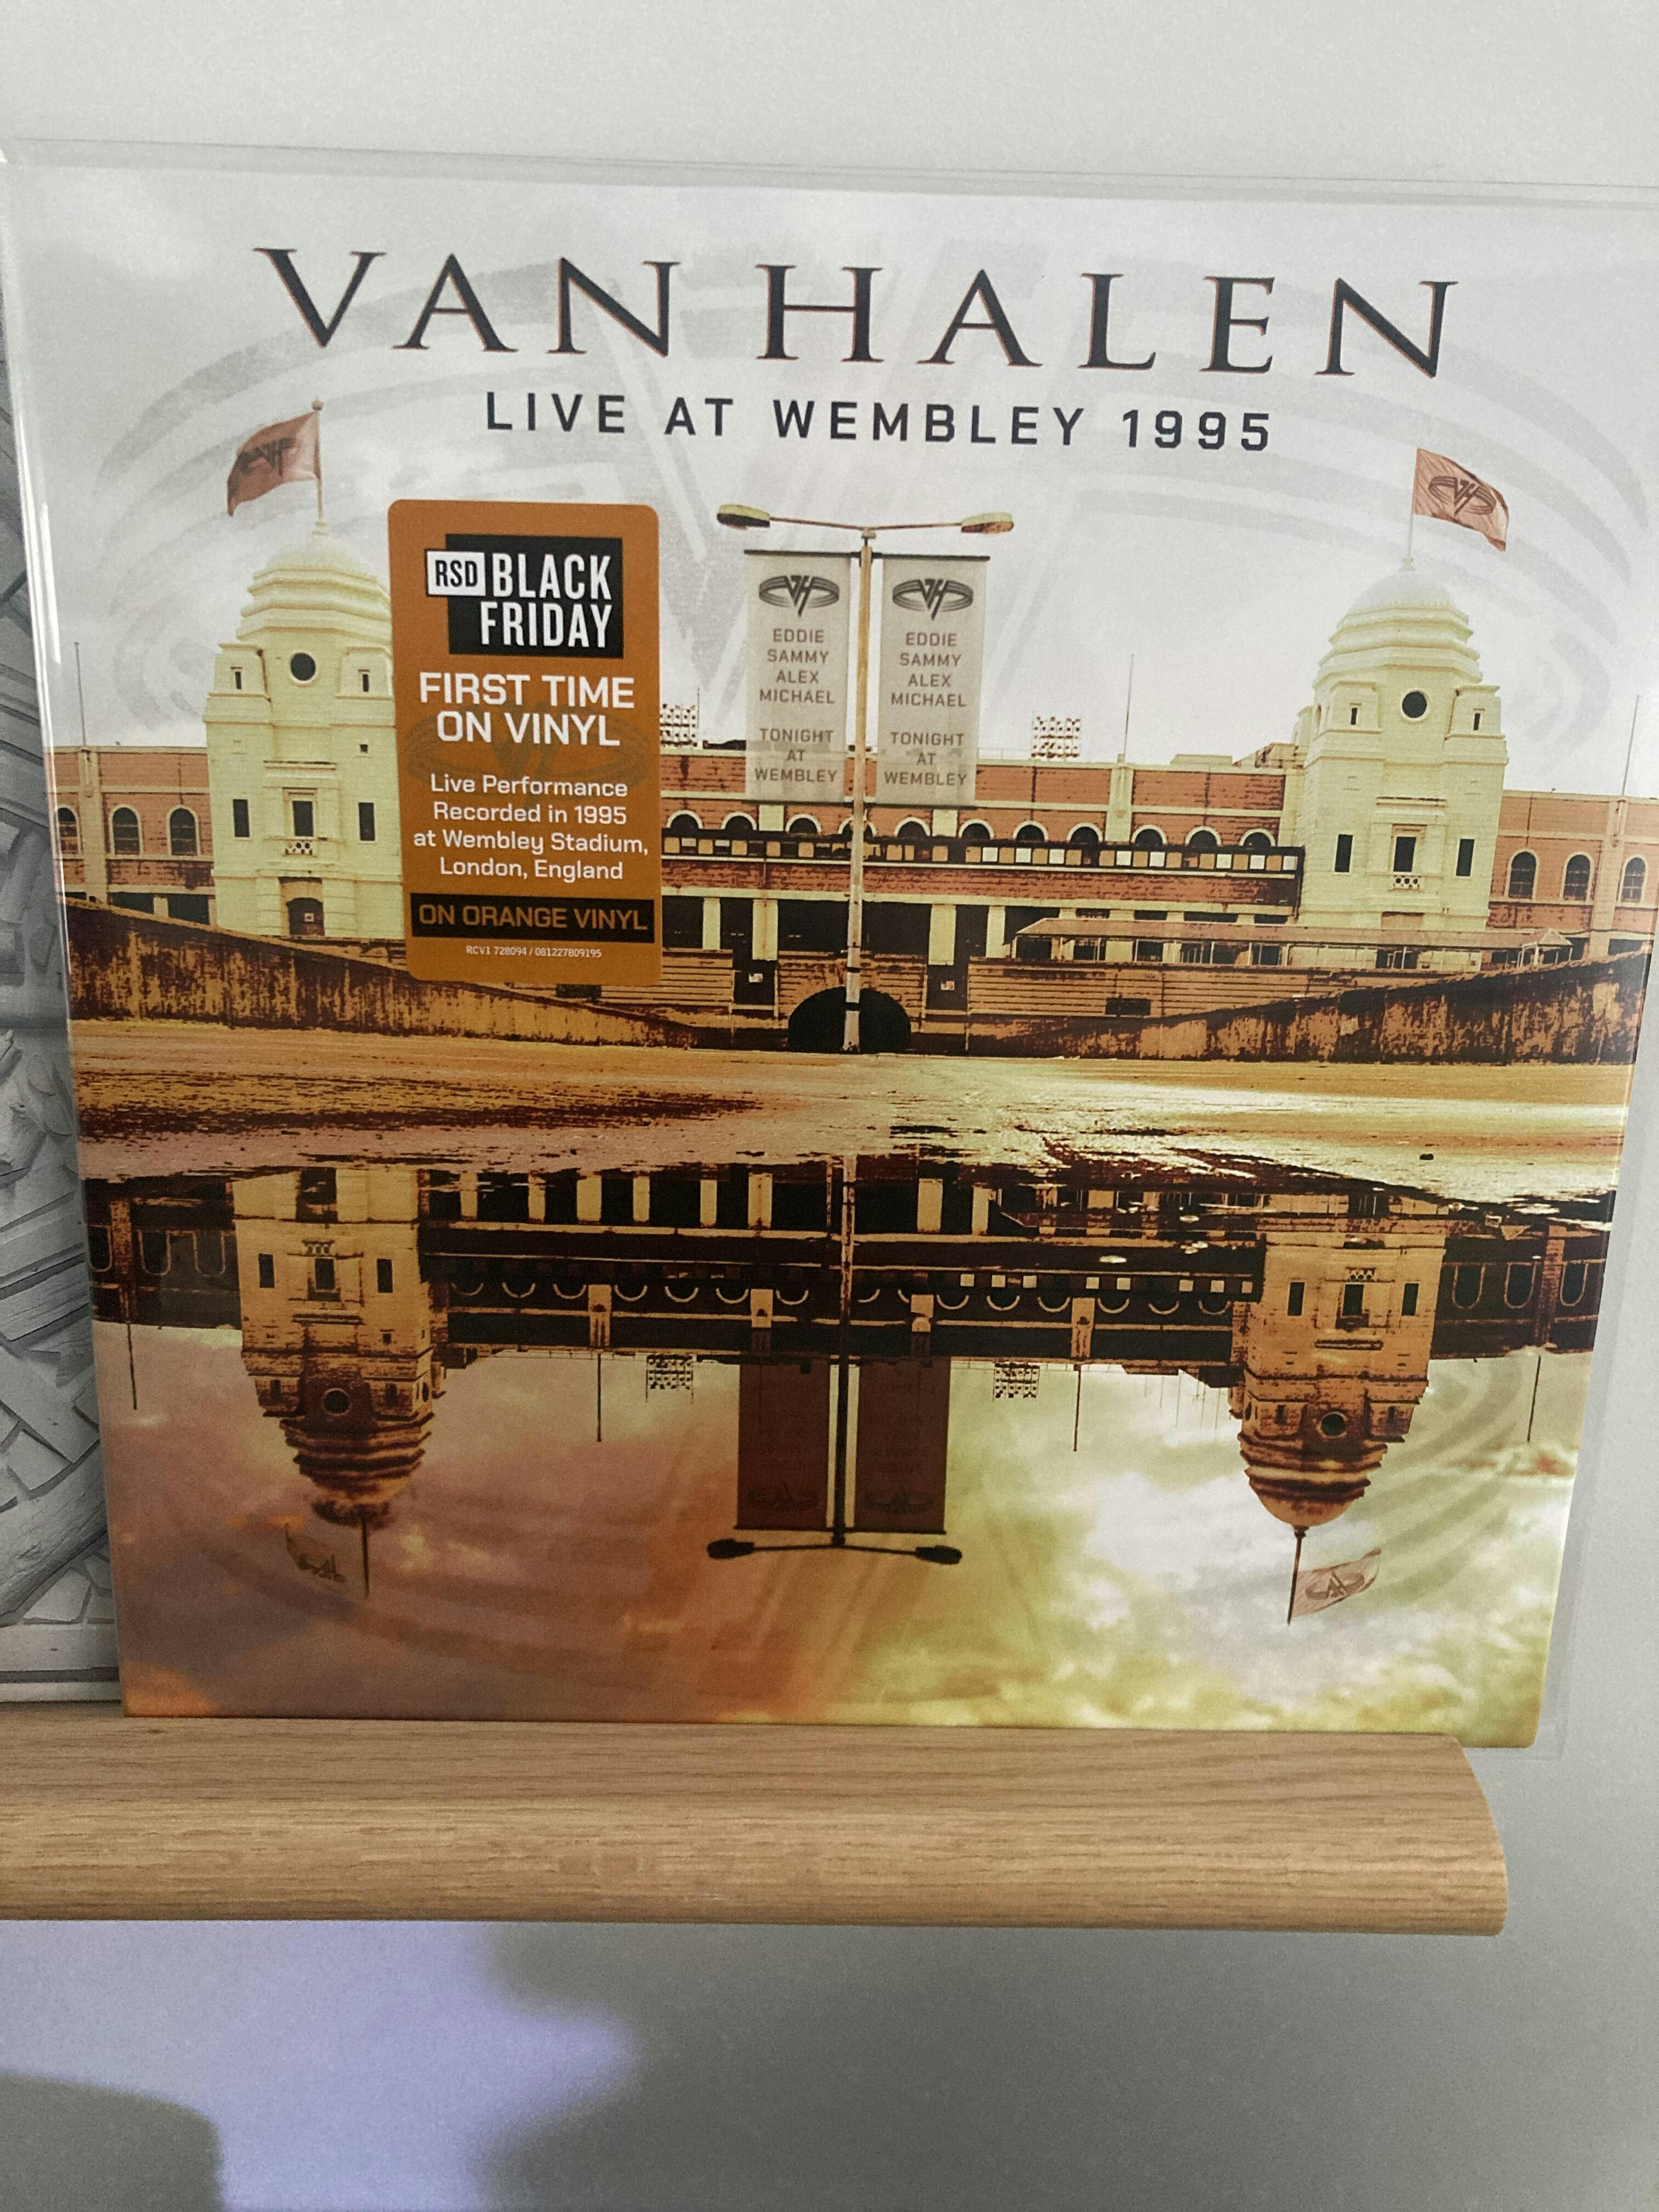 VAN HALEN
LIVE AT WEMBLEY 1995
RSD BLACK
FRIDAY
FIRST TIME
ON VINYL
Live Performance
Recorded in 1995
at Wembley Stadium,
London, England
ON ORANGE VINYL
RCV1 728094 / 081227809195
VH
EDDIE
SAMMY
ALEX
MICHAEL
TONIGHT
AT
WEMBLEY
VH
EDDIE
SAMMY
ALEX
MICHAEL
TONIGHT
AT
WEMBLEY